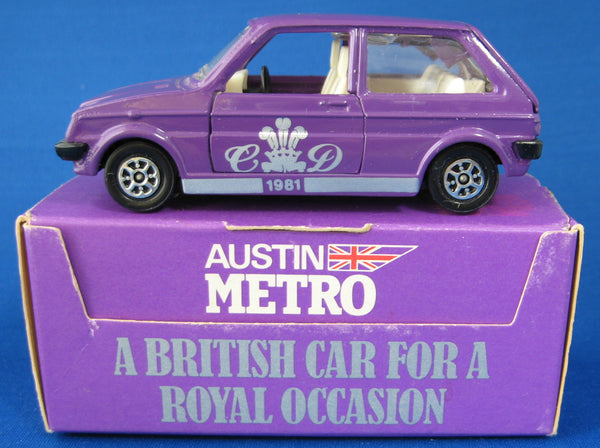 C D
1981
AUSTIN
METRO
A BRITISH CAR FOR A
ROYAL OCCASION